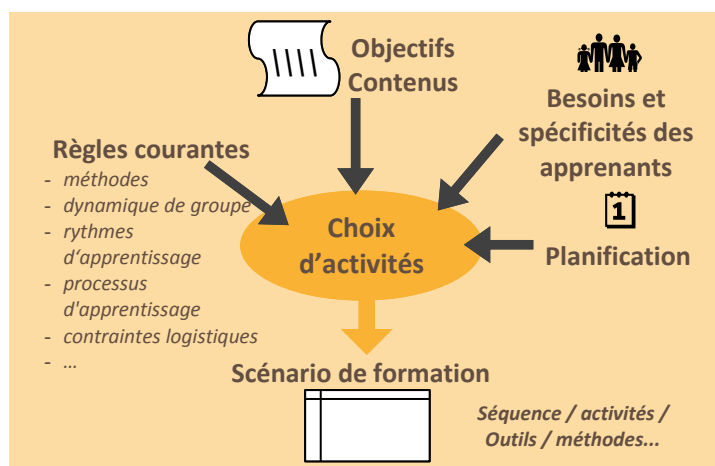 Objectifs
Contenus
Besoins et
spécificités des
apprenants
Règles courantes
- méthodes
- dynamique de groupe
- rythmes
d‘apprentissage
- processus
d'apprentissage
- contraintes logistiques
- …
1
Planification
Choix
d’activités
Scénario de formation
Séquence / activités /
Outils / méthodes...